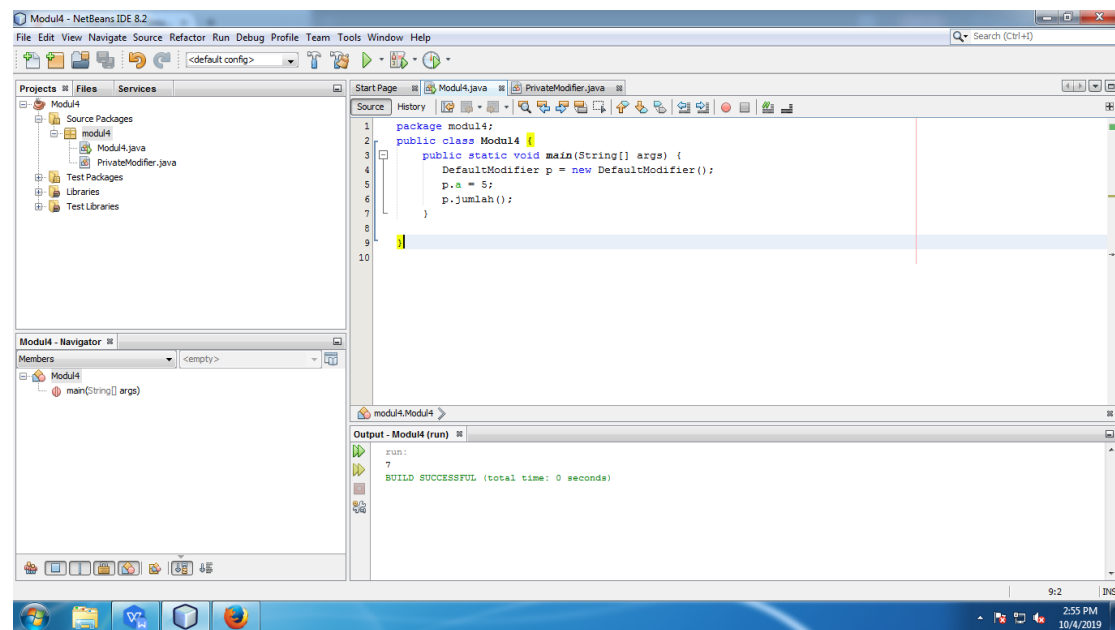 Modul4 - NetBeans IDE 8.2
File Edit View Navigate Source Refactor Run Debug Profile Team Tools Window Help
Search (Ctrl+I)
<default config>
Projects Files Services
Start Page Modul4.java PrivateModifier.java
Modul4
Source Packages
modul4
Modul4.java
PrivateModifier.java
Test Packages
Libraries
Test Libraries
Source History
1 package modul4;
2 public class Modul4 {
3 public static void main(String[] args) {
4 DefaultModifier p = new DefaultModifier();
5 p.a = 5;
6 p.jumlah();
7 }
8
9 }
10
Modul4 - Navigator
Members <empty>
Modul4
main(String[] args)
modul4.Modul4
Output - Modul4 (run)
run:
7
BUILD SUCCESSFUL (total time: 0 seconds)
9:2 INS
2:55 PM
10/4/2019